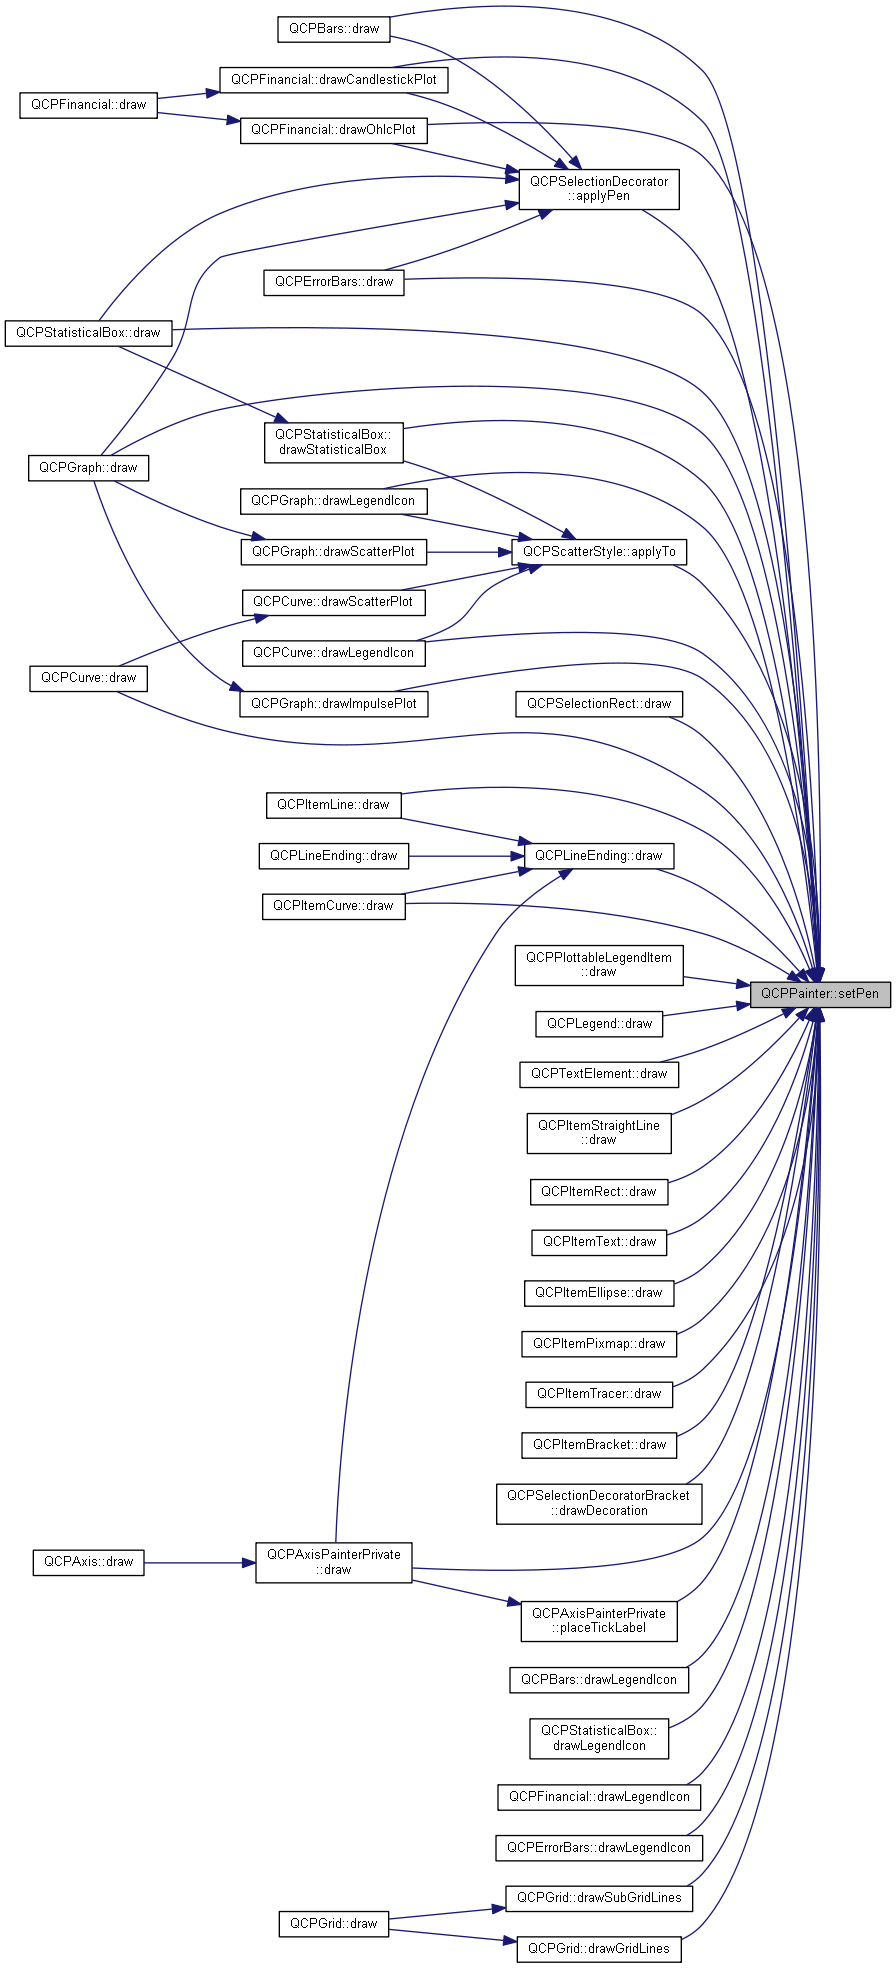 QCPBars::draw
QCPFinancial::drawCandlestickPlot
QCPFinancial::draw
QCPFinancial::drawOhlcPlot
QCPSelectionDecorator
::applyPen
QCPErrorBars::draw
QCPStatisticalBox::draw
QCPStatisticalBox::
drawStatisticalBox
QCPGraph::draw
QCPGraph::drawLegendIcon
QCPGraph::drawScatterPlot
QCPScatterStyle::applyTo
QCPCurve::drawScatterPlot
QCPCurve::drawLegendIcon
QCPCurve::draw
QCPGraph::drawImpulsePlot
QCPSelectionRect::draw
QCPItemLine::draw
QCPLineEnding::draw
QCPLineEnding::draw
QCPItemCurve::draw
QCPPlottableLegendItem
::draw
QCPPainter::setPen
QCPLegend::draw
QCPTextElement::draw
QCPItemStraightLine
::draw
QCPItemRect::draw
QCPItemText::draw
QCPItemEllipse::draw
QCPItemPixmap::draw
QCPItemTracer::draw
QCPItemBracket::draw
QCPSelectionDecoratorBracket
::drawDecoration
QCPAxis::draw
QCPAxisPainterPrivate
::draw
QCPAxisPainterPrivate
::placeTickLabel
QCPBars::drawLegendIcon
QCPStatisticalBox::
drawLegendIcon
QCPFinancial::drawLegendIcon
QCPErrorBars::drawLegendIcon
QCPGrid::drawSubGridLines
QCPGrid::draw
QCPGrid::drawGridLines